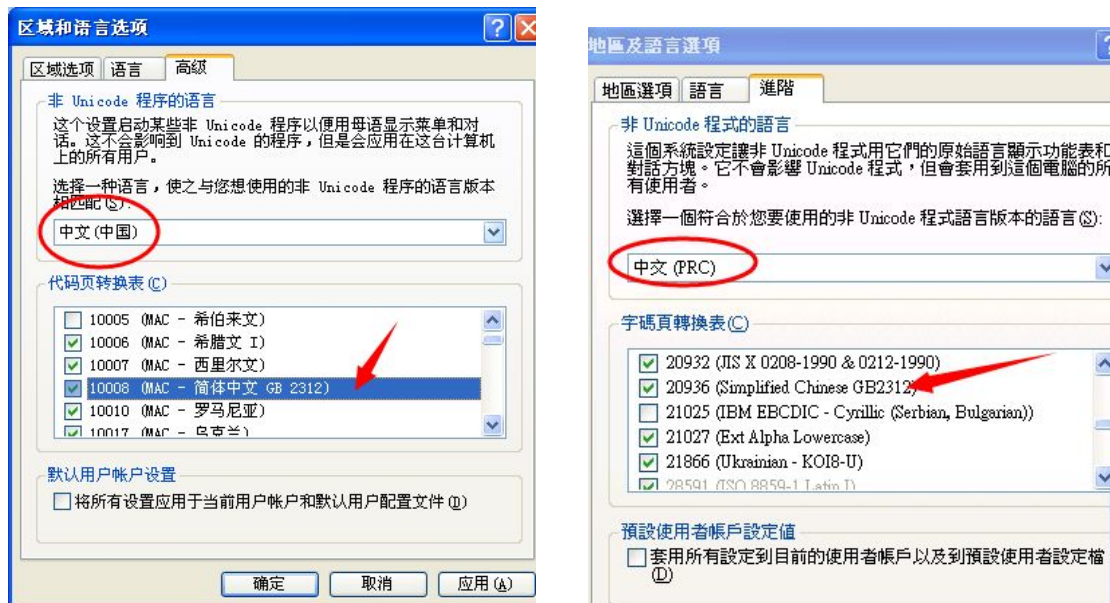 区域和语言选项
区域选项 语言 高级
非 Unicode 程序的语言
这个设置启动某些非 Unicode 程序以便用母语显示菜单和对
话。这不会影响到 Unicode 的程序，但是会应用在这台计算机
上的所有用户。
选择一种语言，使之与您想使用的非 Unicode 程序的语言版本
相匹配(S):
中文(中国)
代码页转换表(C)
10005 (MAC - 希伯来文)
10006 (MAC - 希腊文 I)
10007 (MAC - 西里尔文)
10008 (MAC - 简体中文 GB 2312)
10010 (MAC - 罗马尼亚)
10017 (MAC - 乌克兰)
默认用户帐户设置
将所有设置应用于当前用户帐户和默认用户配置文件(D)
确定 取消 应用(A)
地區及語言選項
地區選項 語言 進階
非 Unicode 程式的語言
這個系統設定讓非 Unicode 程式用它們的原始語言顯示功能表和
對話方塊。它不會影響 Unicode 程式，但會套用到這個電腦的所
有使用者。
選擇一個符合於您要使用的非 Unicode 程式語言版本的語言(S):
中文 (PRC)
字碼頁轉換表(C)
20932 (JIS X 0208-1990 & 0212-1990)
20936 (Simplified Chinese GB2312)
21025 (IBM EBCDIC - Cyrillic (Serbian, Bulgarian))
21027 (Ext Alpha Lowercase)
21866 (Ukrainian - KOI8-U)
28591 (ISO 8859-1 Latin I)
預設使用者帳戶設定值
套用所有設定到目前的使用者帳戶以及到預設使用者設定檔
(D)